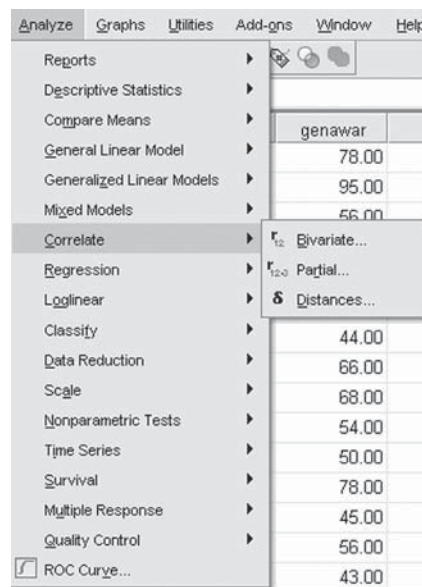 Analyze Graphs Utilities Add-ons Window Help
Reports
Descriptive Statistics
Compare Means
General Linear Model
Generalized Linear Models
Mixed Models
Correlate
Regression
Loglinear
Classify
Data Reduction
Scale
Nonparametric Tests
Time Series
Survival
Multiple Response
Quality Control
ROC Curve...
r12 Bivariate...
r12·3 Partial...
δ Distances...
genawar
78.00
95.00
56.00
44.00
66.00
68.00
54.00
50.00
78.00
45.00
56.00
43.00